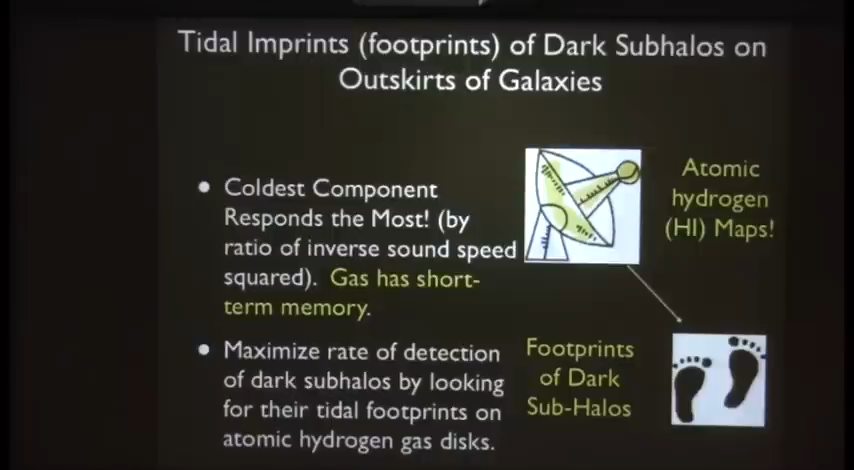 Tidal Imprints (footprints) of Dark Subhalos on
Outskirts of Galaxies
• Coldest Component
Responds the Most! (by
ratio of inverse sound speed
squared). Gas has short-
term memory.
• Maximize rate of detection
of dark subhalos by looking
for their tidal footprints on
atomic hydrogen gas disks.
Atomic
hydrogen
(HI) Maps!
Footprints
of Dark
Sub-Halos